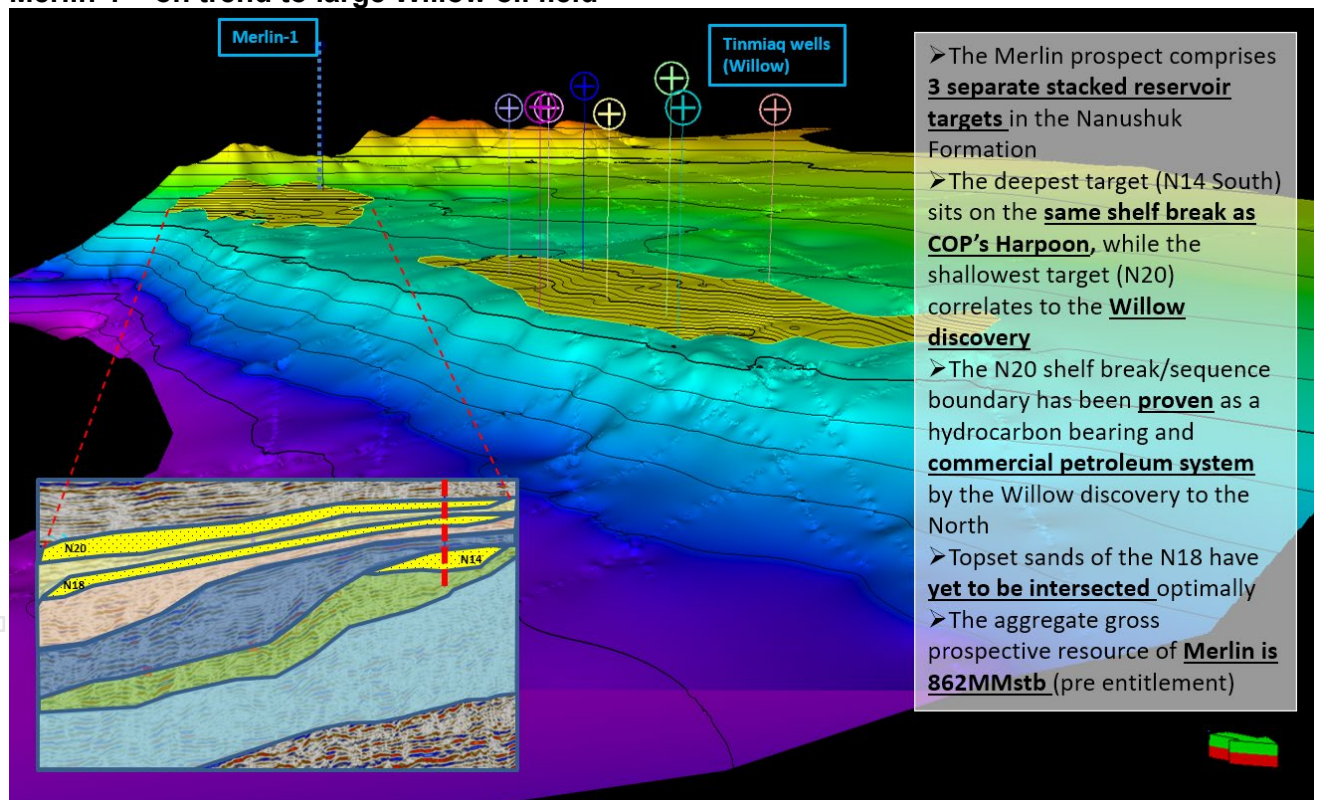 Merlin-1
Tinmiaq wells
(Willow)
➢The Merlin prospect comprises
3 separate stacked reservoir
targets in the Nanushuk
Formation
➢The deepest target (N14 South)
sits on the same shelf break as
COP’s Harpoon, while the
shallowest target (N20)
correlates to the Willow
discovery
➢The N20 shelf break/sequence
boundary has been proven as a
hydrocarbon bearing and
commercial petroleum system
by the Willow discovery to the
North
➢Topset sands of the N18 have
yet to be intersected optimally
➢The aggregate gross
prospective resource of Merlin is
862MMstb (pre entitlement)
N20
N18
N14